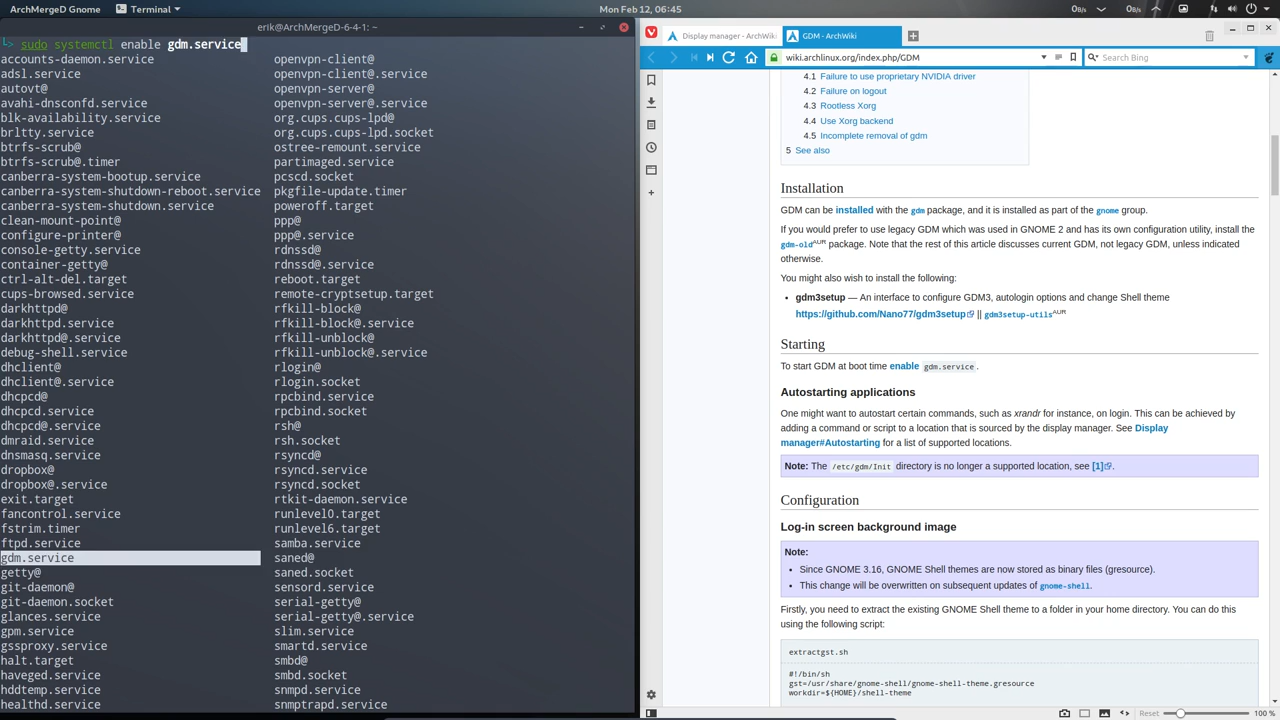 ArchMerge Gnome
Terminal
erik@ArchMergeD-6-4-1: ~
sudo systemctl enable gdm.service
alsa-restore.service
alsa-state.service
autovt@
avahi-dnsconfd.service
blk-availability.service
brltty.service
btrfs-scrub@
btrfs-scrub@.timer
canberra-system-bootup.service
canberra-system-shutdown-reboot.service
canberra-system-shutdown.service
clean-mount-point@
configure-printer@
console-getty.service
container-getty@
ctrl-alt-del.target
cups-browsed.service
darkhttpd@
darkhttpd.service
darkhttpd@.service
debug-shell.service
dhclient@
dhclient@.service
dhcpcd@
dhcpcd.service
dhcpcd@.service
dmraid.service
dnsmasq.service
dropbox@
dropbox@.service
exit.target
fancontrol.service
fstrim.timer
ftpd.service
gdm.service
getty@
git-daemon@
git-daemon.socket
glances.service
gpm.service
gssproxy.service
halt.target
haveged.service
hddtemp.service
healthd.service
openvpn-client@
openvpn-client@.service
openvpn-server@
openvpn-server@.service
org.cups.cups-lpd@
org.cups.cups-lpd.socket
ostree-remount.service
partimaged.service
pcscd.socket
pkgfile-update.timer
poweroff.target
ppp@
ppp@.service
rdnssd@
rdnssd@.service
reboot.target
remote-cryptsetup.target
rfkill-block@
rfkill-block@.service
rfkill-unblock@
rfkill-unblock@.service
rlogin@
rlogin.socket
rpcbind.service
rpcbind.socket
rsh@
rsh.socket
rsyncd@
rsyncd.service
rsyncd.socket
rtkit-daemon.service
runlevel0.target
runlevel6.target
samba.service
saned@
saned.socket
serial-getty@
serial-getty@.service
slim.service
smartd.service
smbd@
smbd.socket
snmpd.service
snmptrapd.service
Display manager - ArchWiki
GDM - ArchWiki
wiki.archlinux.org/index.php/GDM
Search Bing
4.1 Failure to use proprietary NVIDIA driver
4.2 Failure on logout
4.3 Rootless Xorg
4.4 Use Xorg backend
4.5 Incomplete removal of gdm
5 See also
Installation
GDM can be installed with the gdm package, and it is installed as part of the gnome group.
If you would prefer to use legacy GDM which was used in GNOME 2 and has its own configuration utility, install the
gdm-oldAUR package. Note that the rest of this article discusses current GDM, not legacy GDM, unless indicated
otherwise.
You might also wish to install the following:
• gdm3setup — An interface to configure GDM3, autologin options and change Shell theme
https://github.com/Nano77/gdm3setup || gdm3setup-utilsAUR
Starting
To start GDM at boot time enable gdm.service.
Autostarting applications
One might want to autostart certain commands, such as xrandr for instance, on login. This can be achieved by
adding a command or script to a location that is sourced by the display manager. See Display
manager#Autostarting for a list of supported locations.
Note: The /etc/gdm/Init directory is no longer a supported location, see [1].
Configuration
Log-in screen background image
Note:
• Since GNOME 3.16, GNOME Shell themes are now stored as binary files (gresource).
• This change will be overwritten on subsequent updates of gnome-shell.
Firstly, you need to extract the existing GNOME Shell theme to a folder in your home directory. You can do this
using the following script:
extractgst.sh
#!/bin/sh
gst=/usr/share/gnome-shell/gnome-shell-theme.gresource
workdir=${HOME}/shell-theme
Reset
100 %